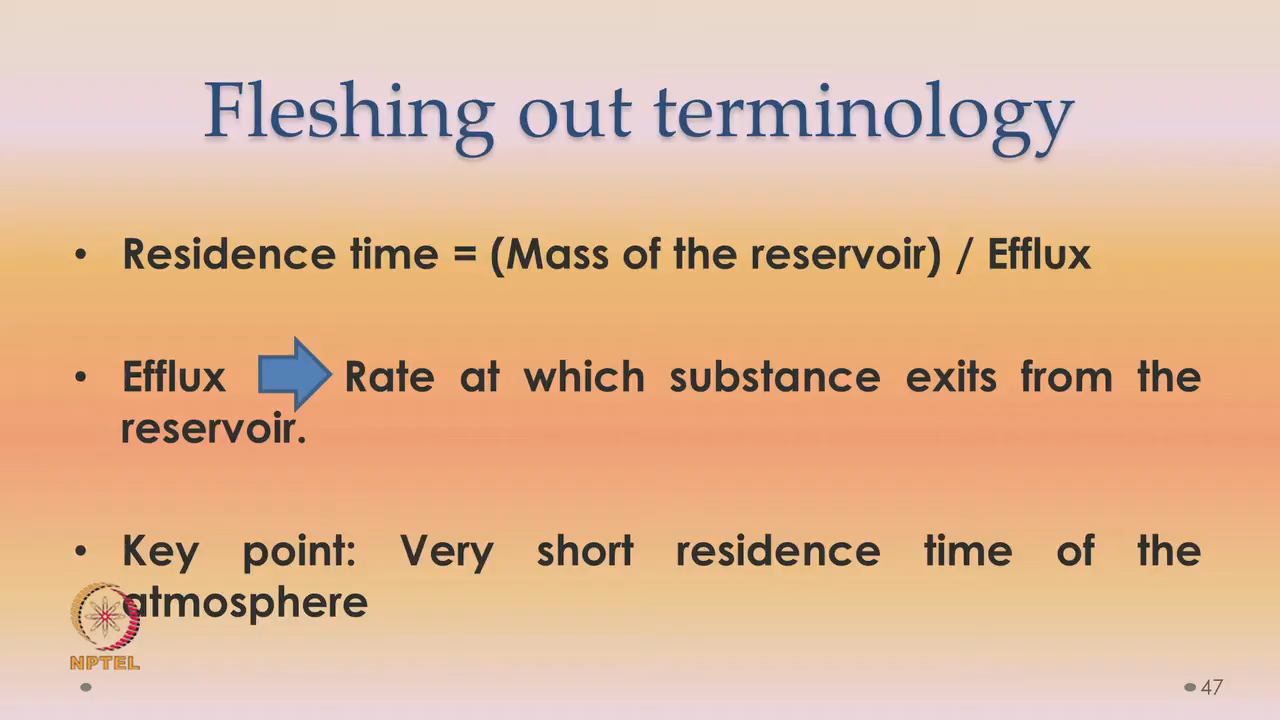 Fleshing out terminology
• Residence time = (Mass of the reservoir) / Efflux
• Efflux Rate at which substance exits from the
reservoir.
• Key point: Very short residence time of the
atmosphere
NPTEL
47